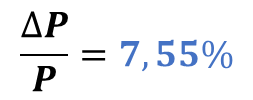 ΔP/P = 7,55%